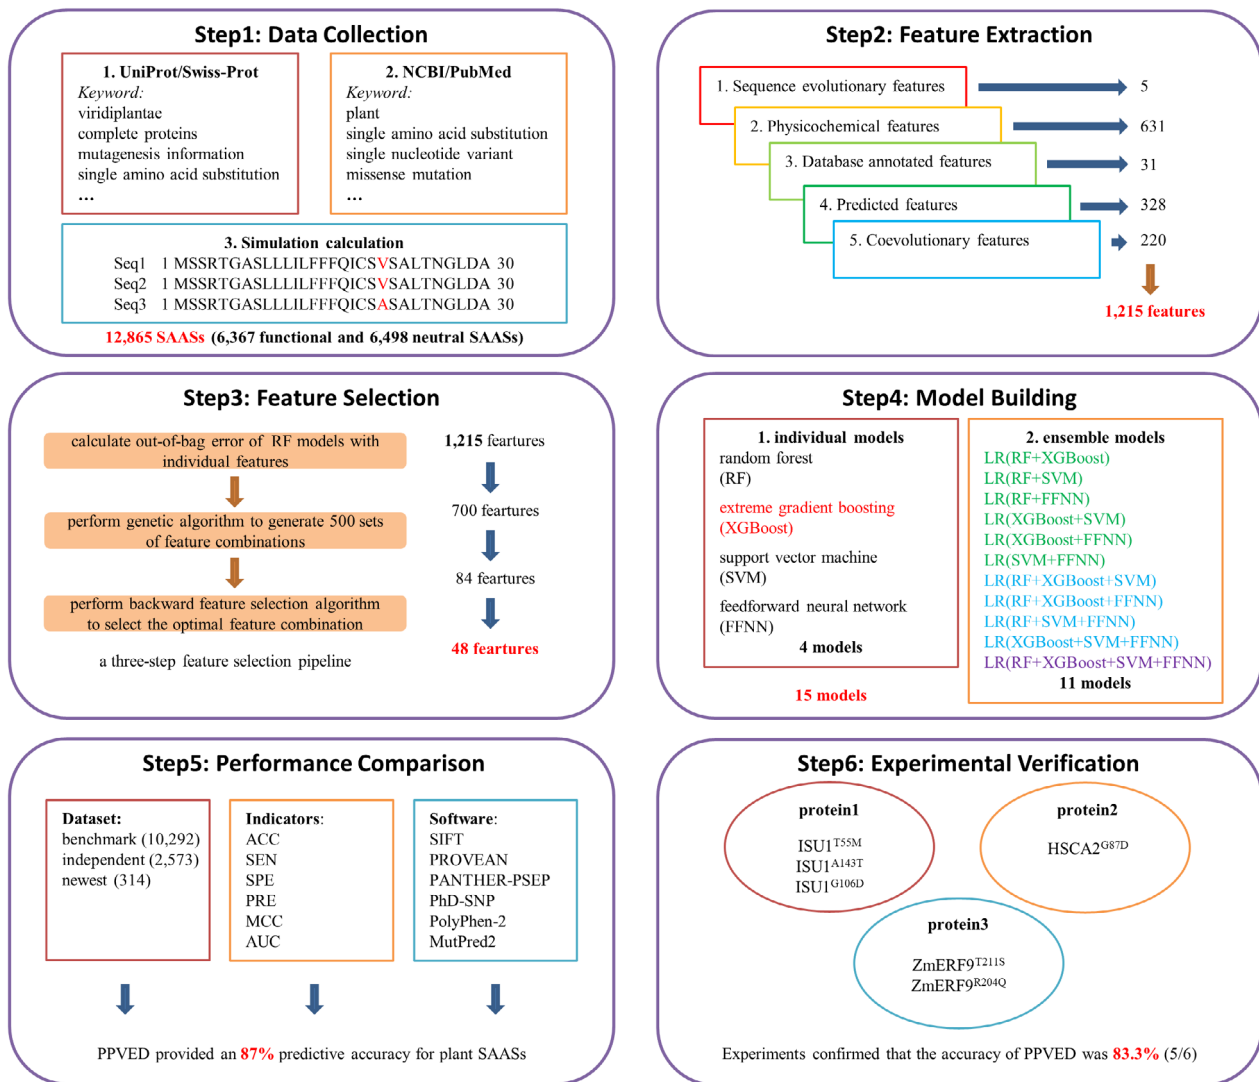 Step1: Data Collection
1. UniProt/Swiss-Prot
Keyword:
viridiplantae
complete proteins
mutagenesis information
single amino acid substitution
...
2. NCBI/PubMed
Keyword:
plant
single amino acid substitution
single nucleotide variant
missense mutation
...
3. Simulation calculation
Seq1 1 MSSRTGASLLLILFFFQICSVSALTNGLDA 30
Seq2 1 MSSRTGASLLLILFFFQICSVSALTNGLDA 30
Seq3 1 MSSRTGASLLLILFFFQICSASALTNGLDA 30
12,865 SAASs (6,367 functional and 6,498 neutral SAASs)
Step2: Feature Extraction
1. Sequence evolutionary features 5
2. Physicochemical features 631
3. Database annotated features 31
4. Predicted features 328
5. Coevolutionary features 220
1,215 features
Step3: Feature Selection
calculate out-of-bag error of RF models with
individual features
perform genetic algorithm to generate 500 sets
of feature combinations
perform backward feature selection algorithm
to select the optimal feature combination
a three-step feature selection pipeline
1,215 feartures
700 feartures
84 feartures
48 feartures
Step4: Model Building
1. individual models
random forest
(RF)
extreme gradient boosting
(XGBoost)
support vector machine
(SVM)
feedforward neural network
(FFNN)
4 models
15 models
2. ensemble models
LR(RF+XGBoost)
LR(RF+SVM)
LR(RF+FFNN)
LR(XGBoost+SVM)
LR(XGBoost+FFNN)
LR(SVM+FFNN)
LR(RF+XGBoost+SVM)
LR(RF+XGBoost+FFNN)
LR(RF+SVM+FFNN)
LR(XGBoost+SVM+FFNN)
LR(RF+XGBoost+SVM+FFNN)
11 models
Step5: Performance Comparison
Dataset:
benchmark (10,292)
independent (2,573)
newest (314)
Indicators:
ACC
SEN
SPE
PRE
MCC
AUC
Software:
SIFT
PROVEAN
PANTHER-PSEP
PhD-SNP
PolyPhen-2
MutPred2
PPVED provided an 87% predictive accuracy for plant SAASs
Step6: Experimental Verification
protein1
ISU1T55M
ISU1A143T
ISU1G106D
protein2
HSCA2G87D
protein3
ZmERF9T211S
ZmERF9R204Q
Experiments confirmed that the accuracy of PPVED was 83.3% (5/6)